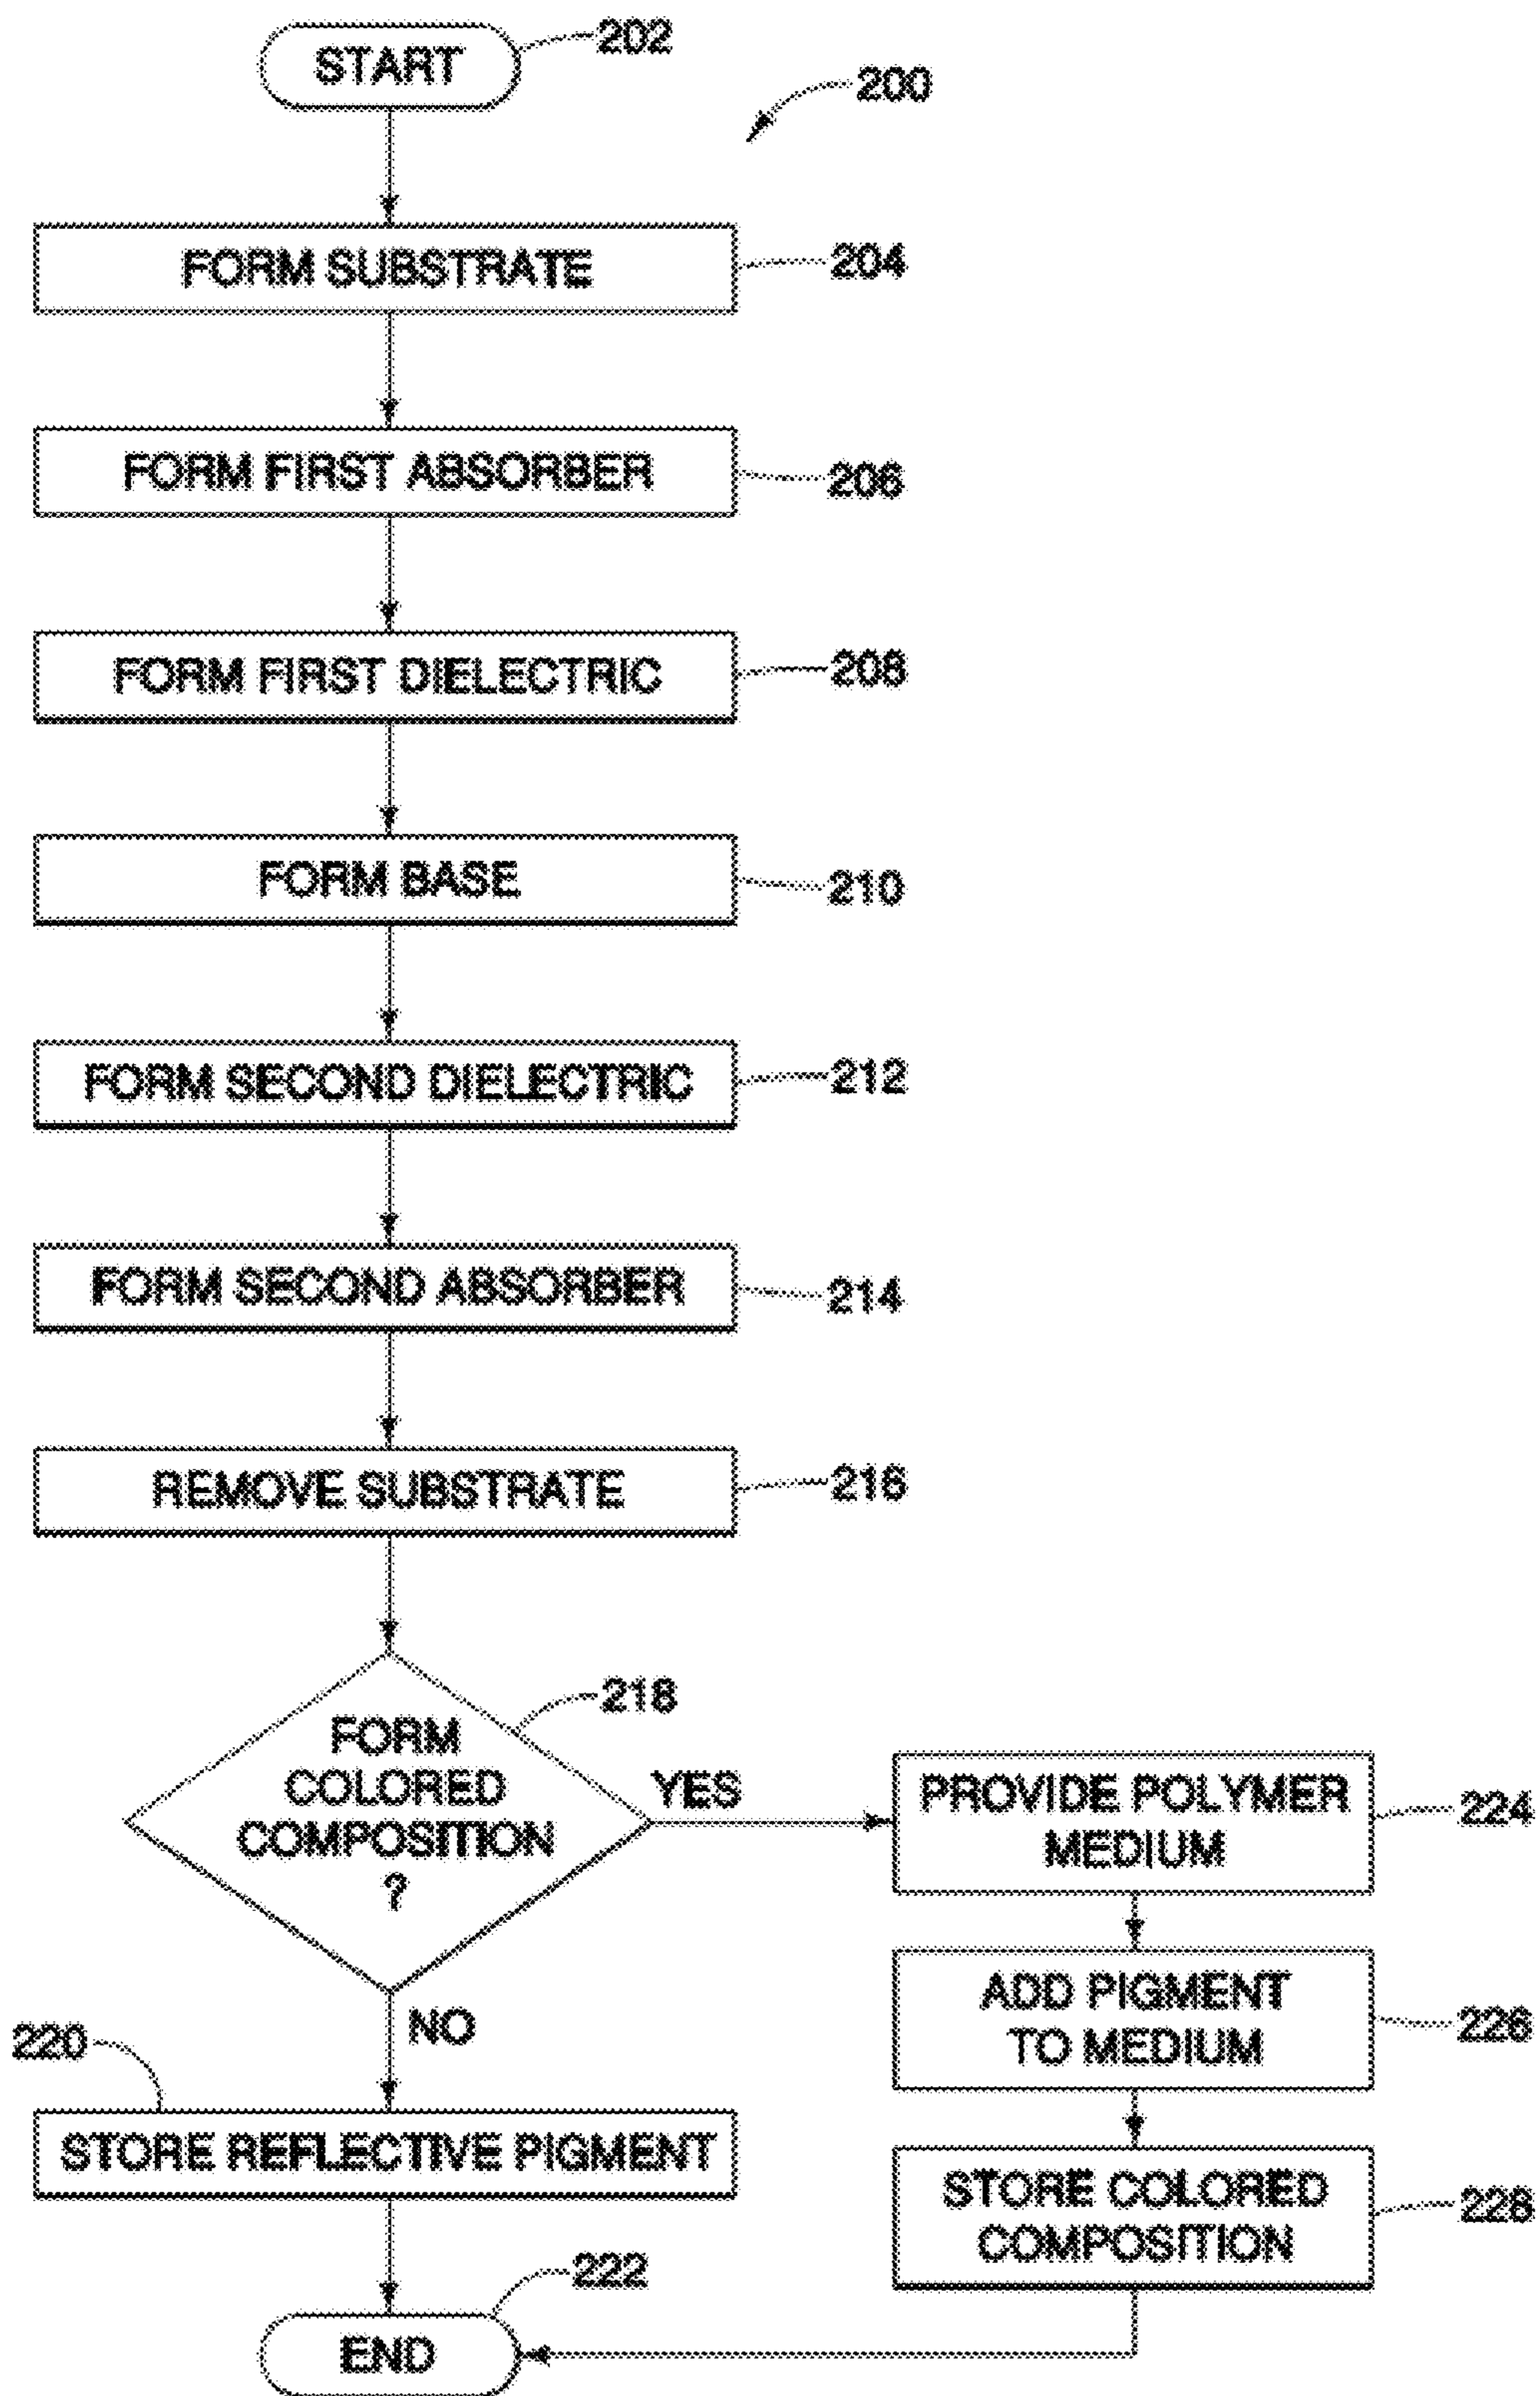 START
202
200
FORM SUBSTRATE
204
FORM FIRST ABSORBER
206
FORM FIRST DIELECTRIC
208
FORM BASE
210
FORM SECOND DIELECTRIC
212
FORM SECOND ABSORBER
214
REMOVE SUBSTRATE
216
218
FORM
COLORED
COMPOSITION
?
YES
NO
PROVIDE POLYMER
MEDIUM
224
ADD PIGMENT
TO MEDIUM
226
220
STORE REFLECTIVE PIGMENT
STORE COLORED
COMPOSITION
228
222
END